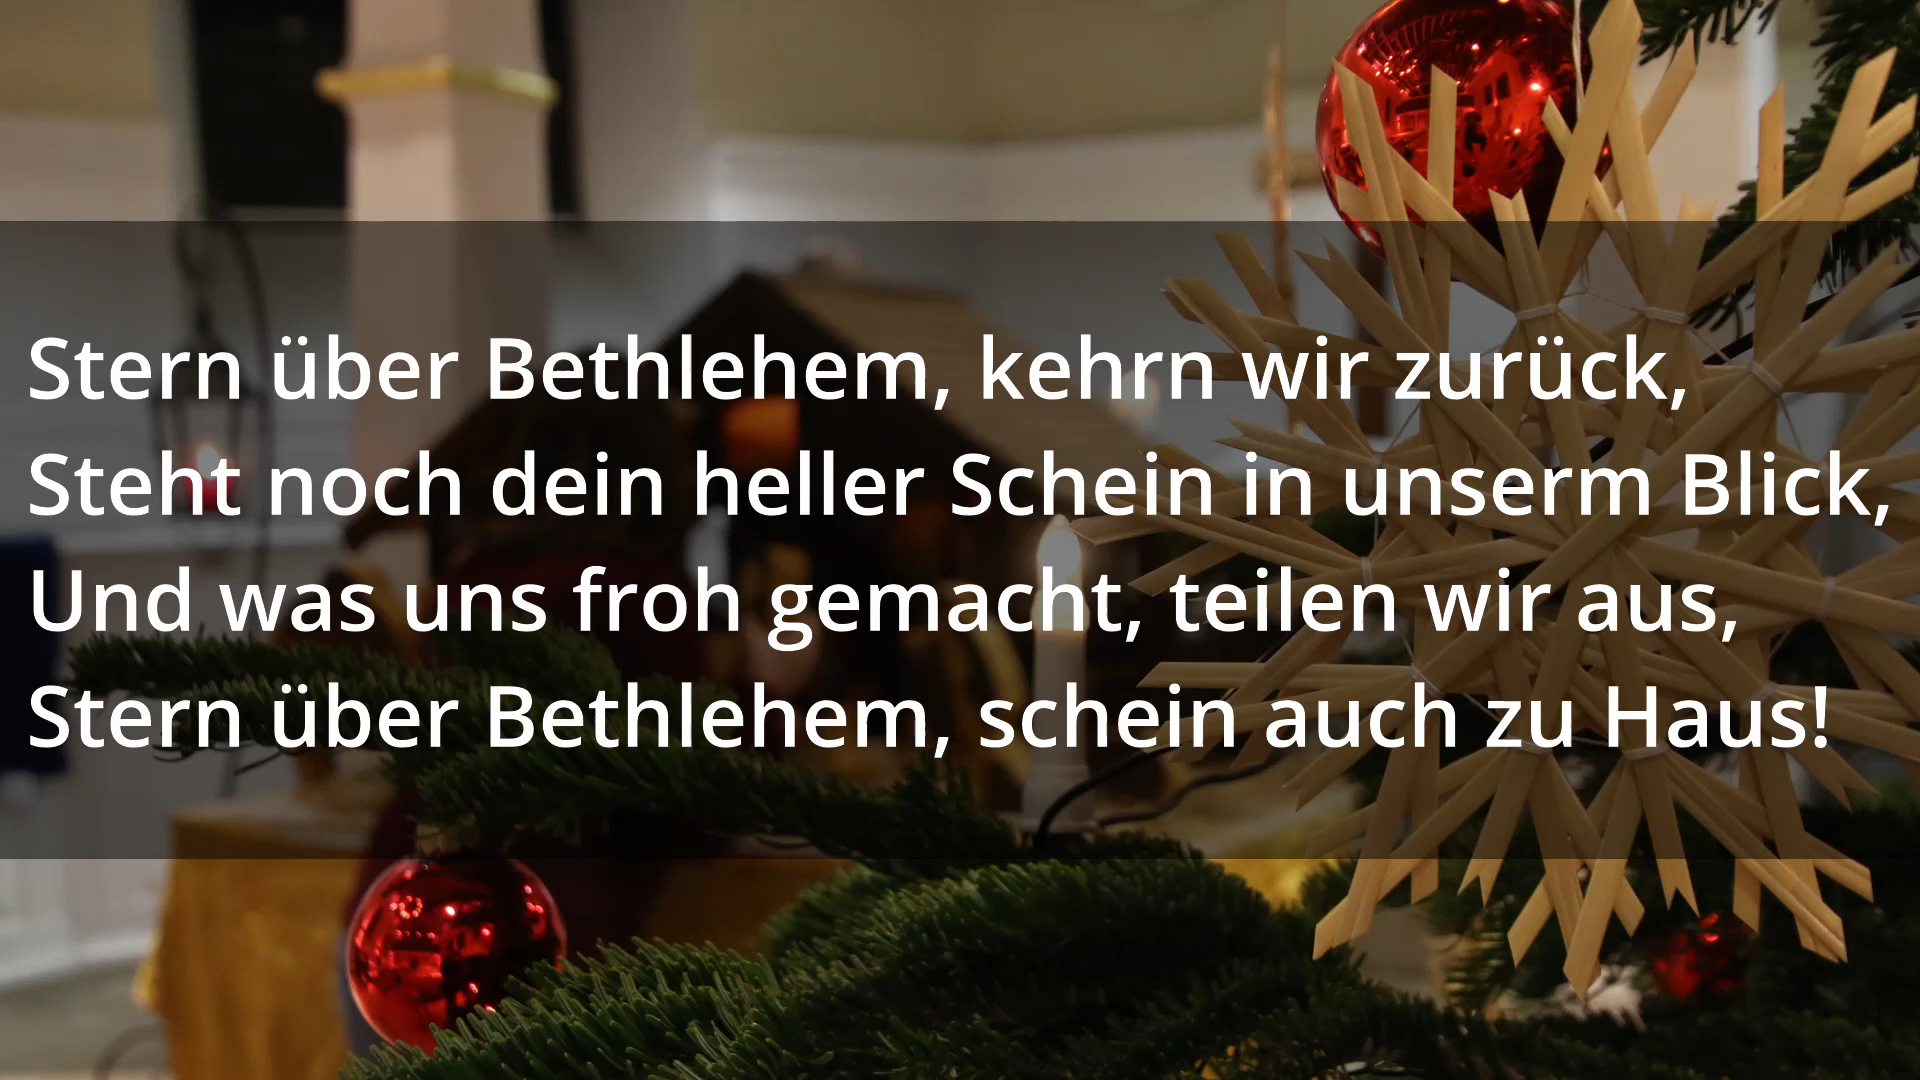 Stern über Bethlehem, kehrn wir zurück,
Steht noch dein heller Schein in unserm Blick,
Und was uns froh gemacht, teilen wir aus,
Stern über Bethlehem, schein auch zu Haus!